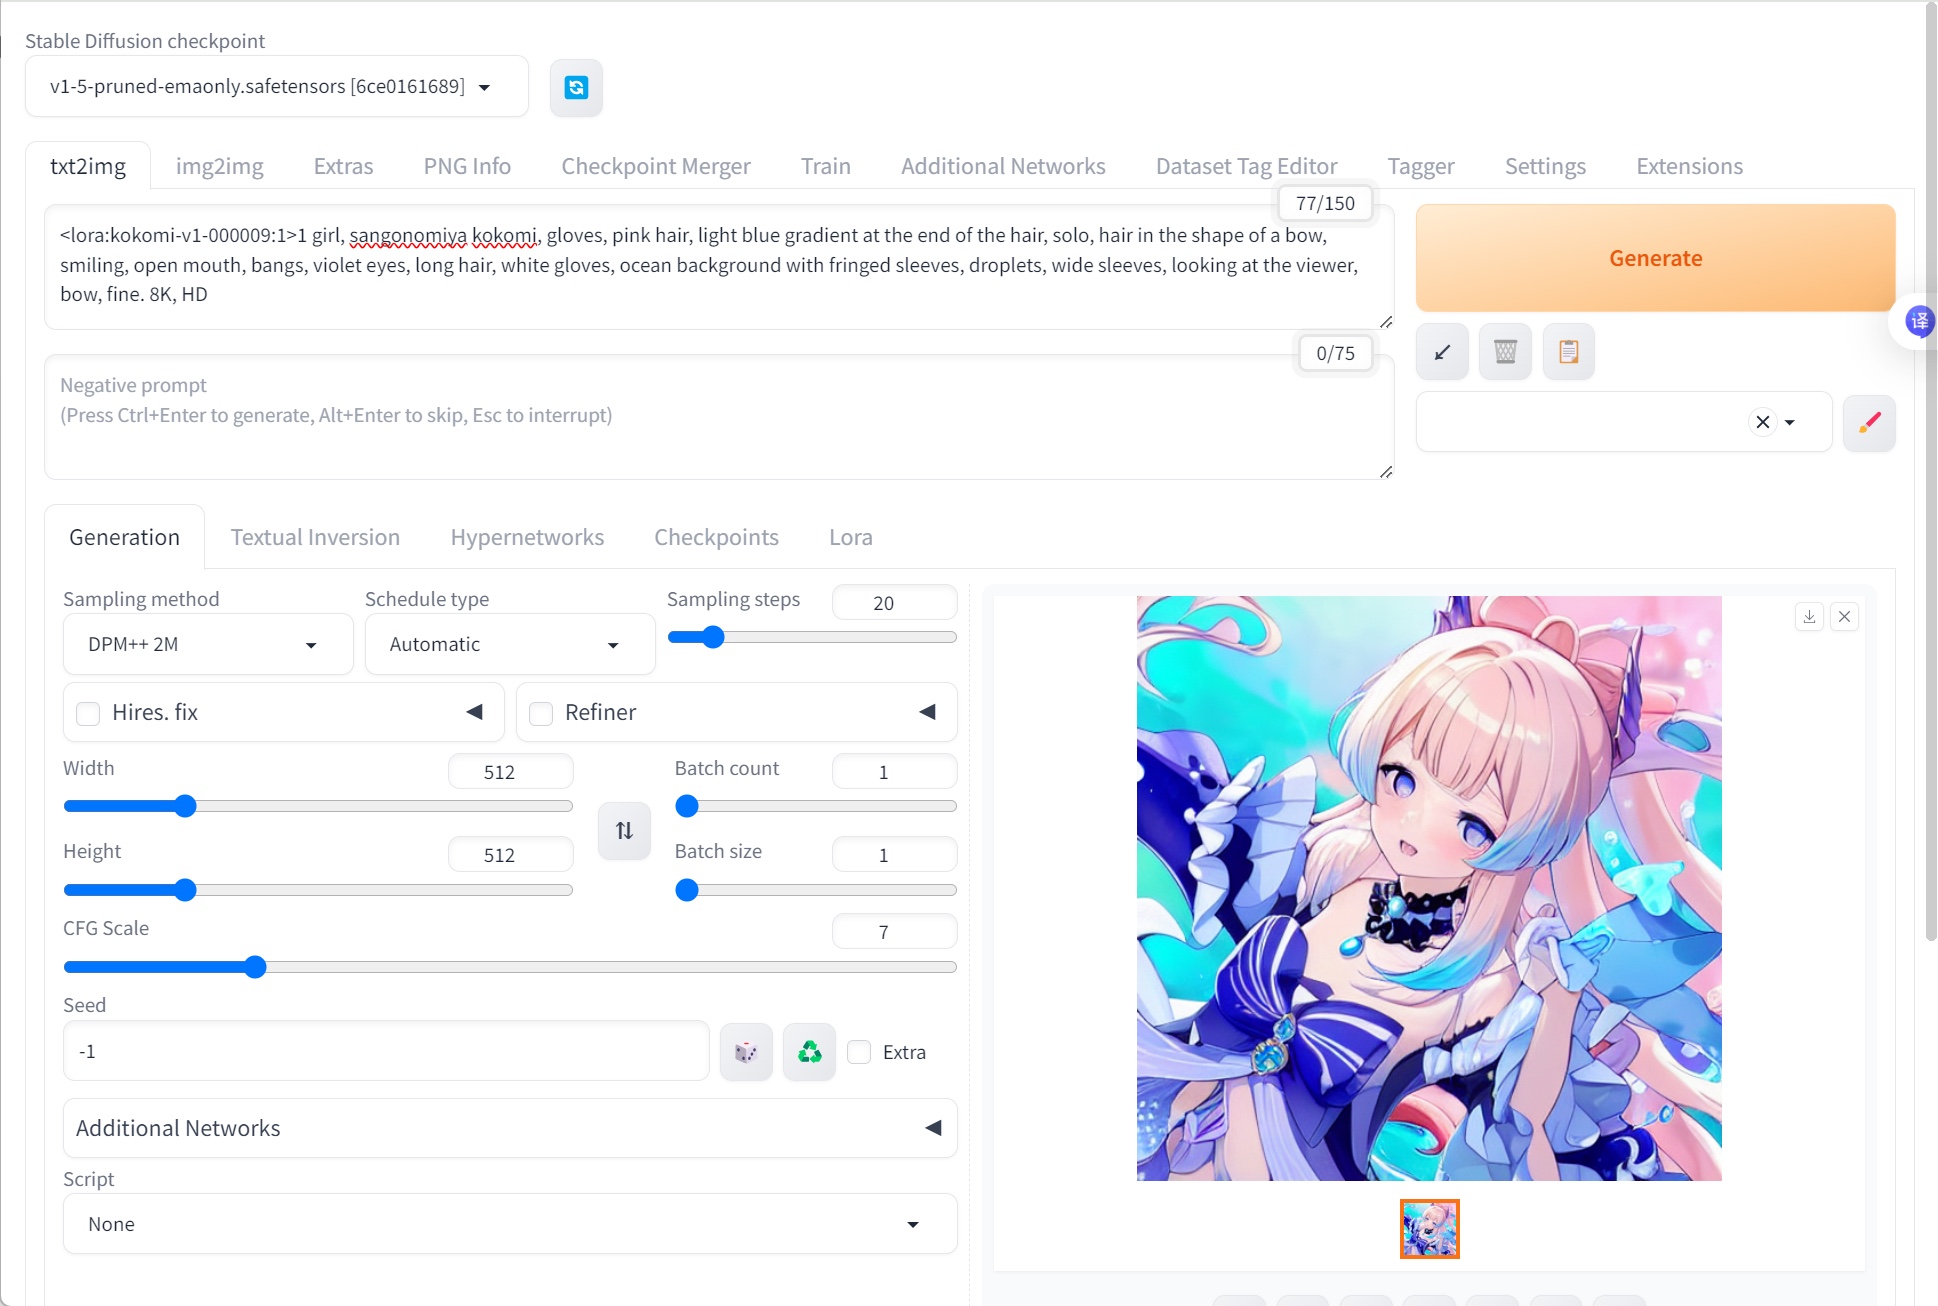 Stable Diffusion checkpoint
v1-5-pruned-emaonly.safetensors [6ce0161689]
txt2img img2img Extras PNG Info Checkpoint Merger Train Additional Networks Dataset Tag Editor Tagger Settings Extensions
77/150
<lora:kokomi-v1-000009:1>1 girl, sangonomiya kokomi, gloves, pink hair, light blue gradient at the end of the hair, solo, hair in the shape of a bow,
smiling, open mouth, bangs, violet eyes, long hair, white gloves, ocean background with fringed sleeves, droplets, wide sleeves, looking at the viewer,
bow, fine. 8K, HD
Generate
译
0/75
Negative prompt
(Press Ctrl+Enter to generate, Alt+Enter to skip, Esc to interrupt)
Generation Textual Inversion Hypernetworks Checkpoints Lora
Sampling method Schedule type Sampling steps 20
DPM++ 2M Automatic
Hires. fix Refiner
Width 512 Batch count 1
Height 512 Batch size 1
CFG Scale 7
Seed
-1 Extra
Additional Networks
Script
None